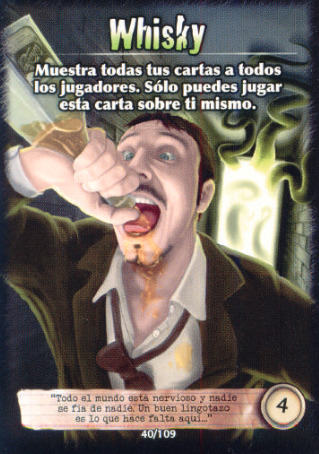 Whisky
Muestra todas tus cartas a todos
los jugadores. Sólo puedes jugar
esta carta sobre ti mismo.
"Todo el mundo está nervioso y nadie
se fía de nadie. Un buen lingotazo
es lo que hace falta aquí..."
4
40/109